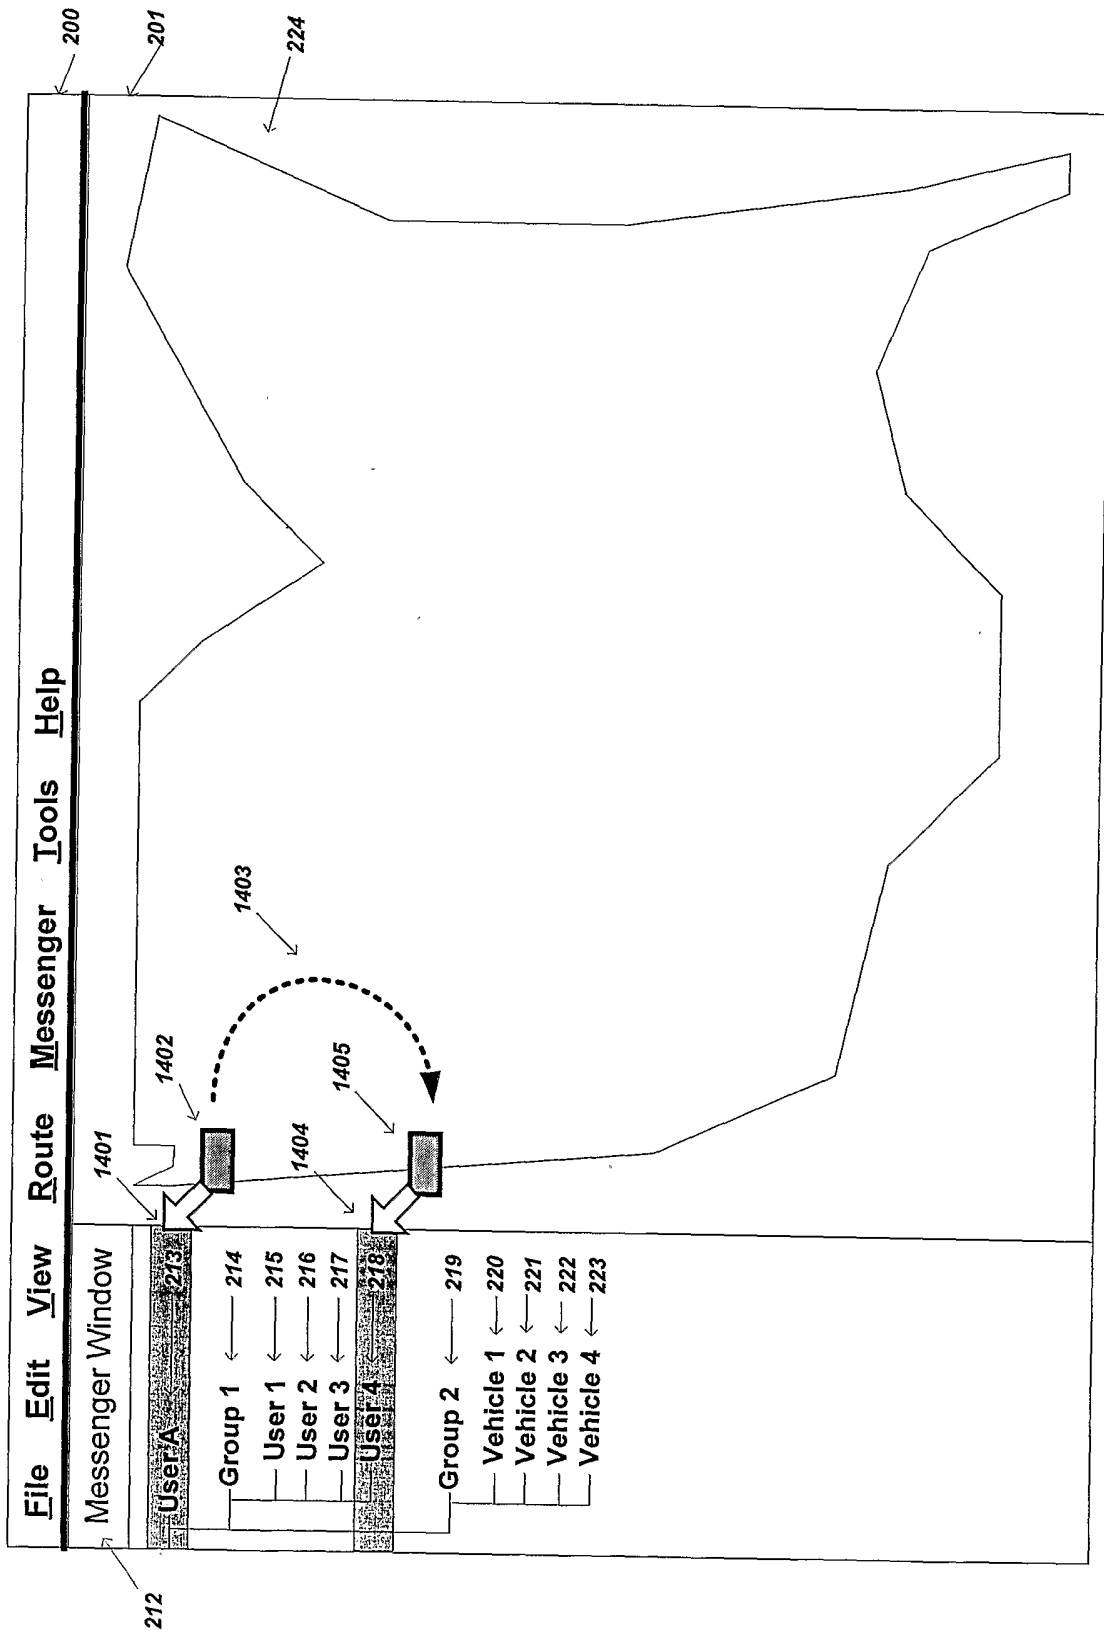 File Edit View Route Messenger Tools Help
200
201
224
Messenger Window
212
1401
User A 213
1402
Group 1 214
1403
User 1 215
User 2 216
User 3 217
1404
1405
User 4 218
Group 2 219
Vehicle 1 220
Vehicle 2 221
Vehicle 3 222
Vehicle 4 223